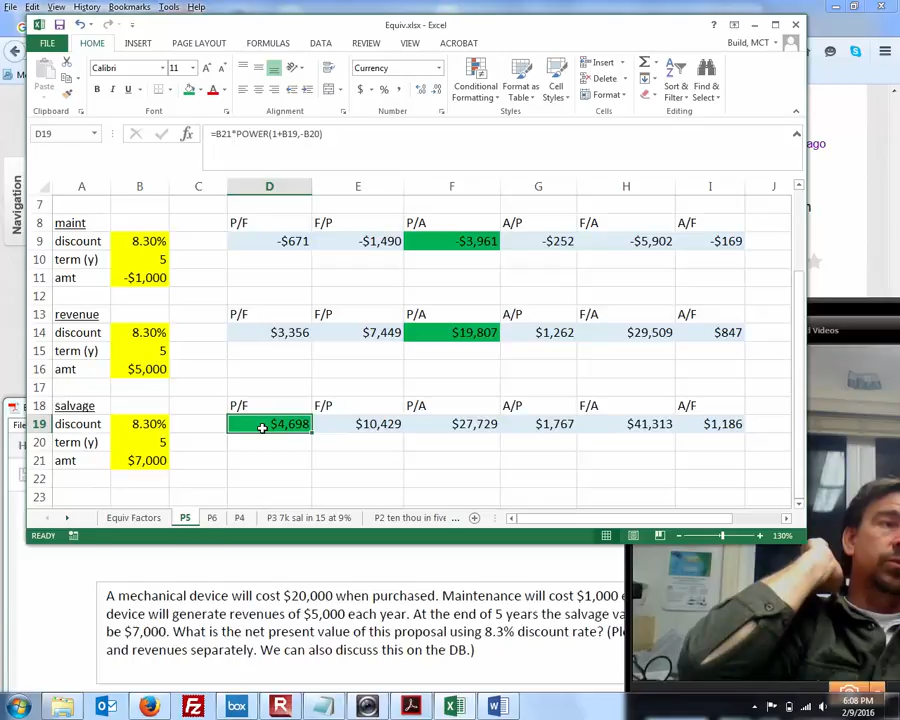 File Edit View History Bookmarks Tools Help
Equiv.xlsx - Excel
FILE HOME INSERT PAGE LAYOUT FORMULAS DATA REVIEW VIEW ACROBAT Build, MCT
Paste Calibri 11 Currency Conditional Formatting Format as Table Cell Styles Insert Delete Format Sort & Filter Find & Select
Clipboard Font Alignment Number Styles Cells Editing
D19 =B21*POWER(1+B19,-B20)
A B C D E F G H I J
7
8 maint P/F F/P P/A A/P F/A A/F
9 discount 8.30% -$671 -$1,490 -$3,961 -$252 -$5,902 -$169
10 term (y) 5
11 amt -$1,000
12
13 revenue P/F F/P P/A A/P F/A A/F
14 discount 8.30% $3,356 $7,449 $19,807 $1,262 $29,509 $847
15 term (y) 5
16 amt $5,000
17
18 salvage P/F F/P P/A A/P F/A A/F
19 discount 8.30% $4,698 $10,429 $27,729 $1,767 $41,313 $1,186
20 term (y) 5
21 amt $7,000
22
23
Equiv Factors P5 P6 P4 P3 7k sal in 15 at 9% P2 ten thou in five ...
READY 130%
Navigation
ago
d Videos
A mechanical device will cost $20,000 when purchased. Maintenance will cost $1,000 e
device will generate revenues of $5,000 each year. At the end of 5 years the salvage va
be $7,000. What is the net present value of this proposal using 8.3% discount rate? (Pl
and revenues separately. We can also discuss this on the DB.)
6:08 PM
2/9/2016